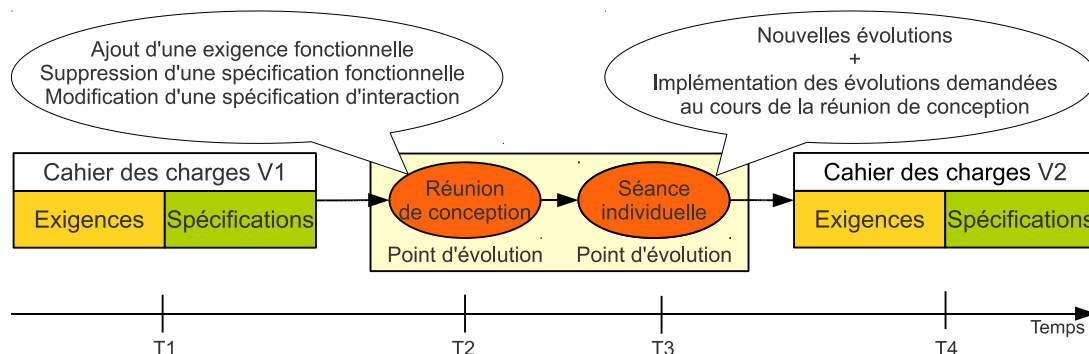 Ajout d'une exigence fonctionnelle
Suppression d'une spécification fonctionnelle
Modification d'une spécification d'interaction
Nouvelles évolutions
+
Implémentation des évolutions demandées
au cours de la réunion de conception
Cahier des charges V1
Exigences
Spécifications
Réunion
de conception
Point d'évolution
Séance
individuelle
Point d'évolution
Cahier des charges V2
Exigences
Spécifications
Temps
T1
T2
T3
T4